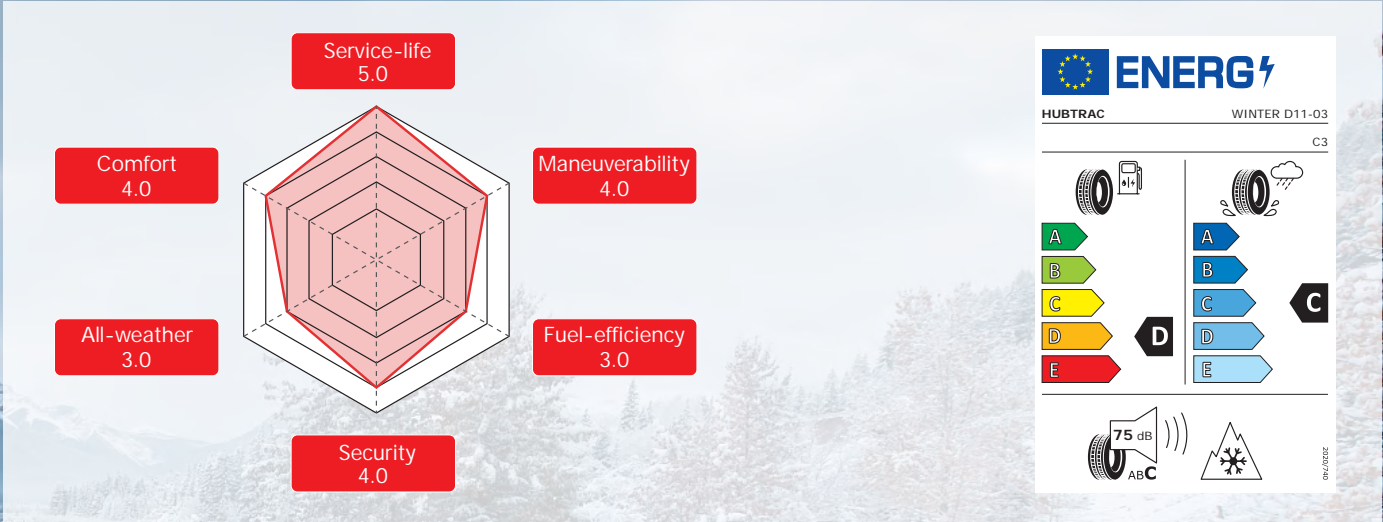 Service-life
5.0
Comfort
4.0
Maneuverability
4.0
All-weather
3.0
Fuel-efficiency
3.0
Security
4.0
ENERG
HUBTRAC WINTER D11-03
C3
A
B
C
D
E
D
A
B
C
D
E
C
75 dB
ABC
2020/740